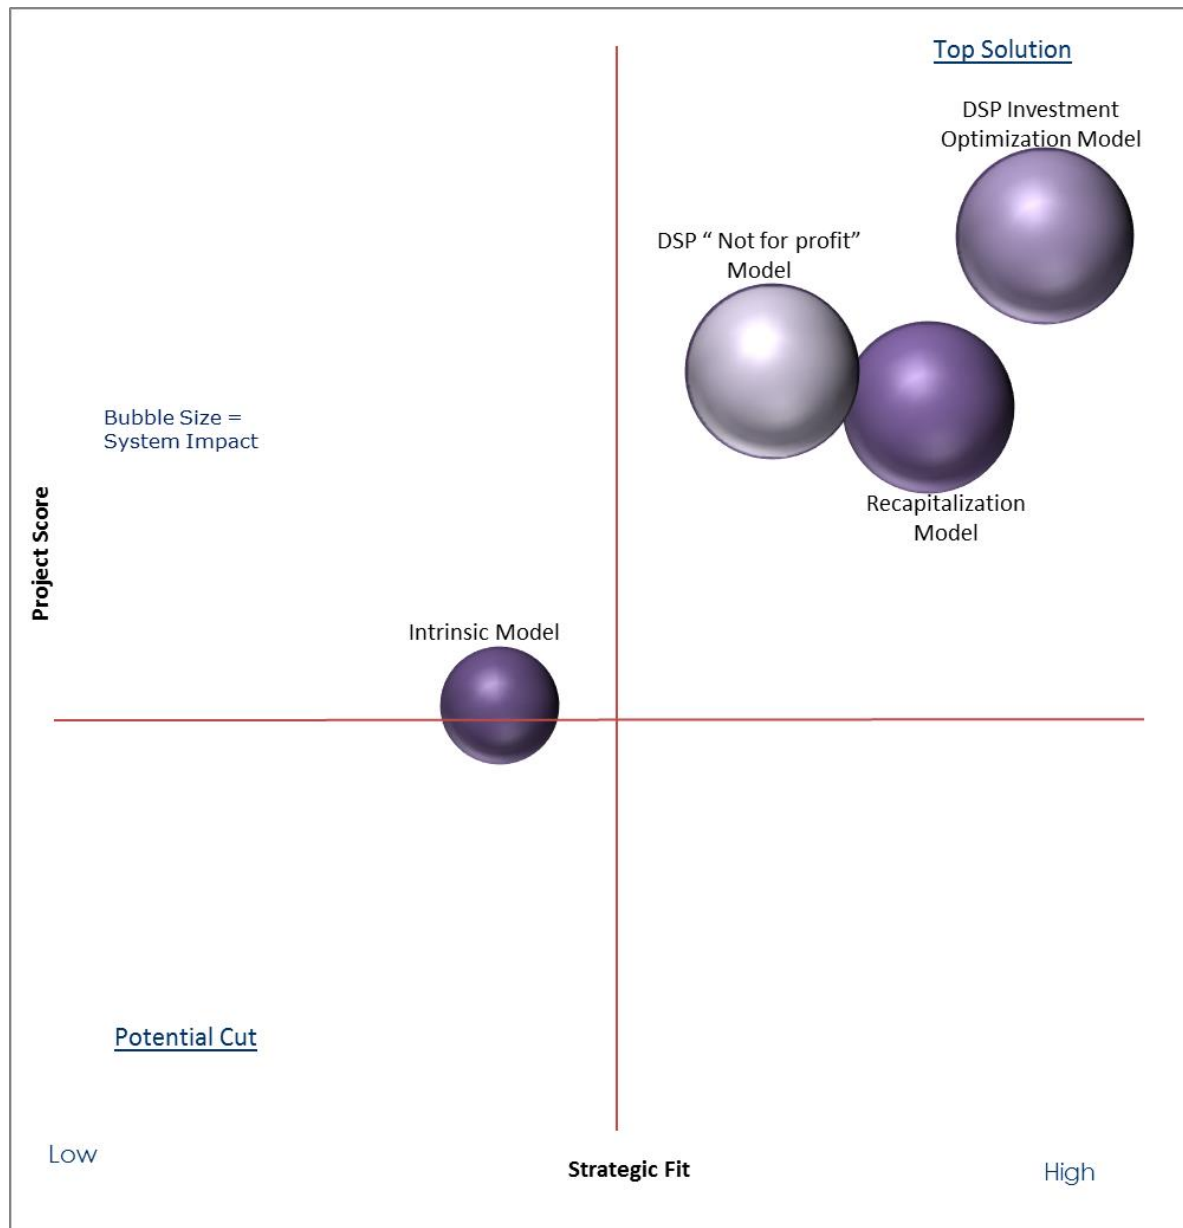 Top Solution
DSP Investment
Optimization Model
DSP “ Not for profit”
Model
Bubble Size =
System Impact
Recapitalization
Model
Project Score
Intrinsic Model
Potential Cut
Low
Strategic Fit
High